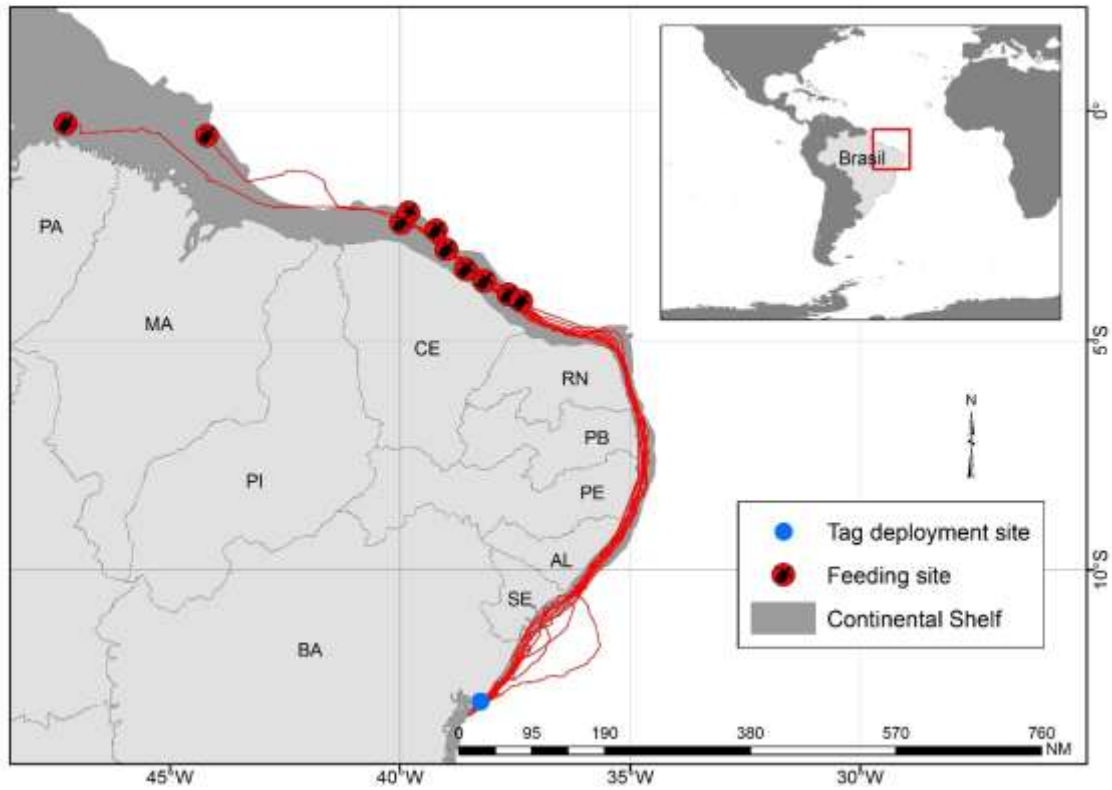 Brasil
0°
PA
MA
CE
5°S
RN
PB
PI
PE
N
Tag deployment site
AL
Feeding site
10°S
SE
Continental Shelf
BA
0 95 190 380 570 760
NM
45°W 40°W 35°W 30°W